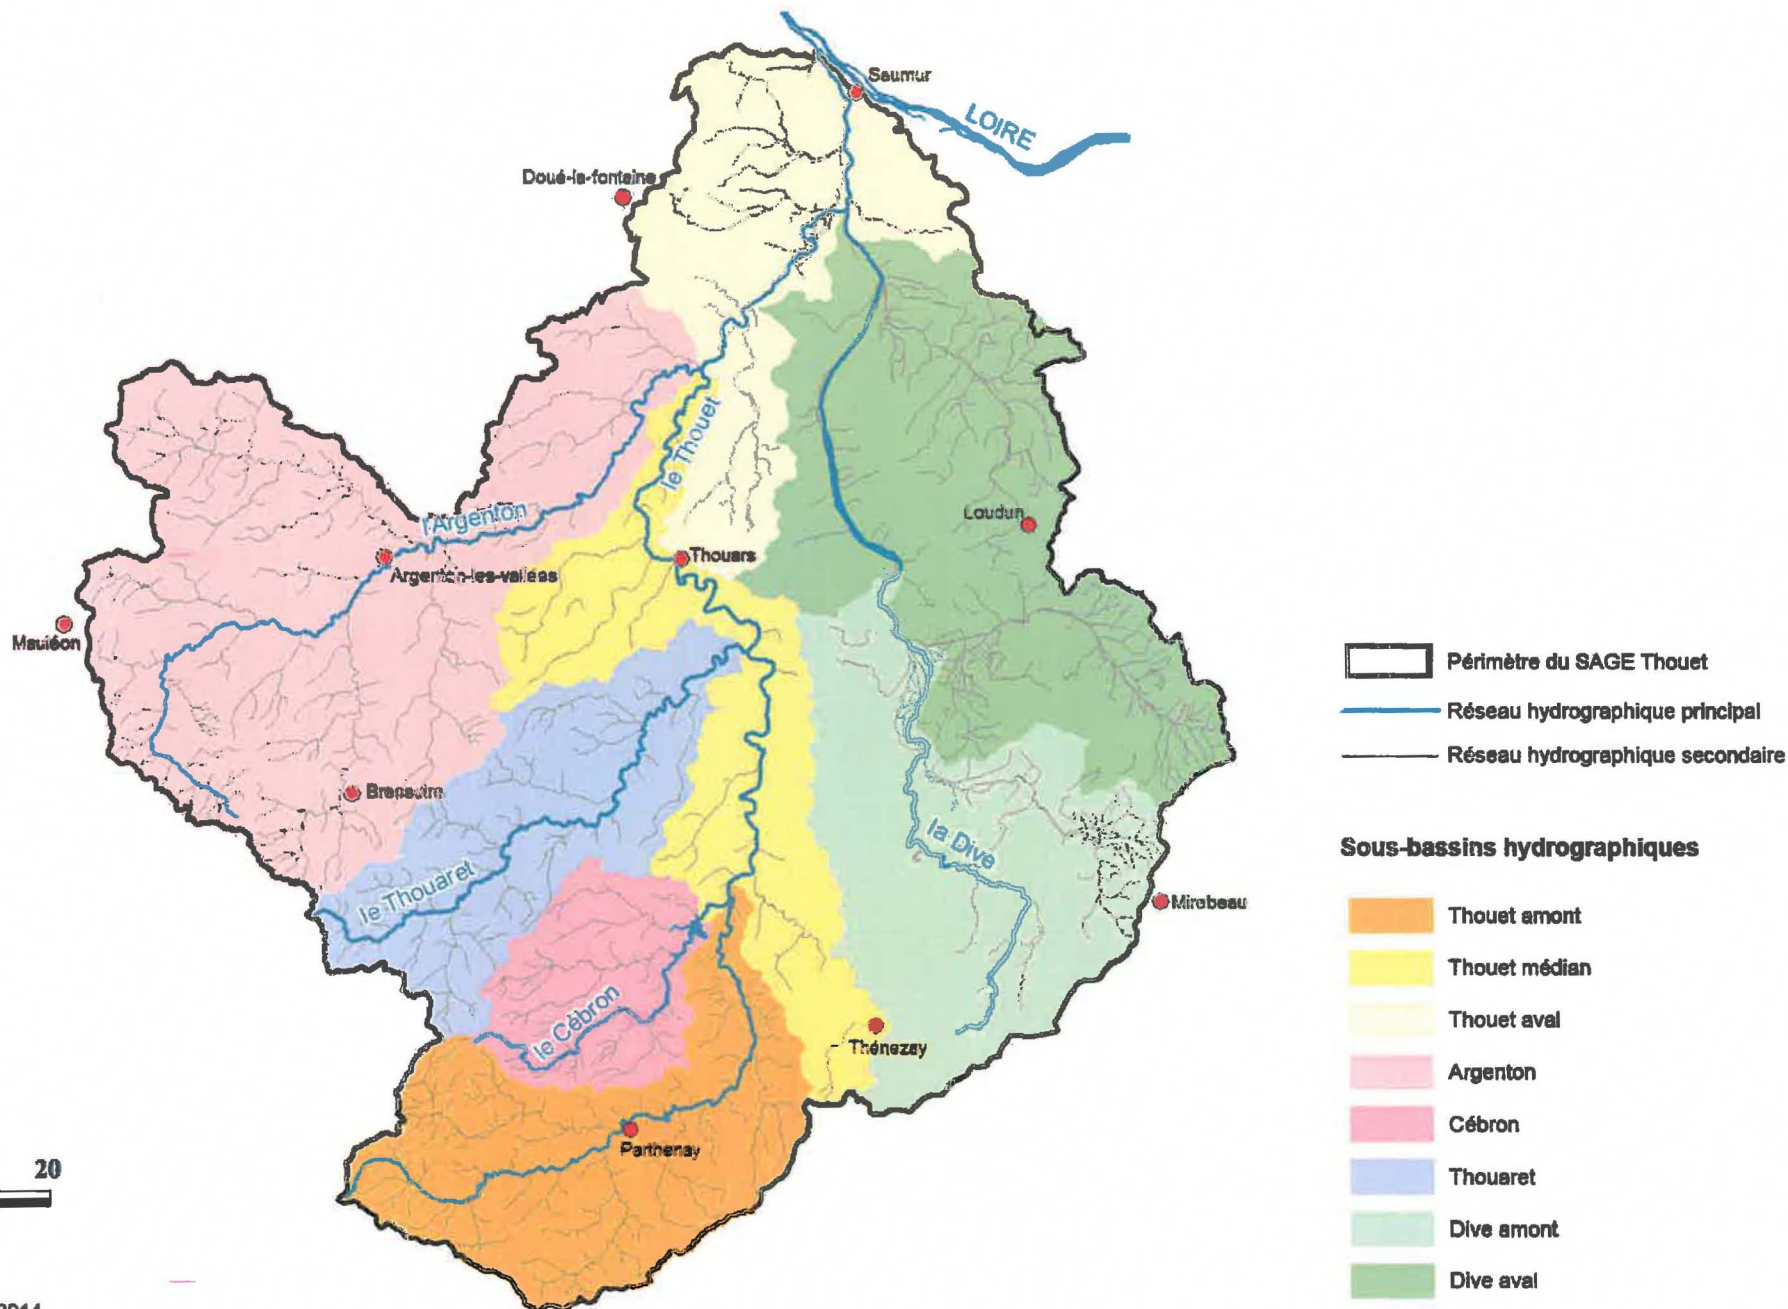 Saumur
LOIRE
Doué-la-fontaine
le Thouet
l'Argenton
Loudun
Thouars
Argenton-les-vallées
Mauléon
Bressuire
la Dive
le Thouaret
Mirabeau
le Cébron
Thénezay
Parthenay
20
Périmètre du SAGE Thouet
Réseau hydrographique principal
Réseau hydrographique secondaire
Sous-bassins hydrographiques
Thouet amont
Thouet médian
Thouet aval
Argenton
Cébron
Thouaret
Dive amont
Dive aval